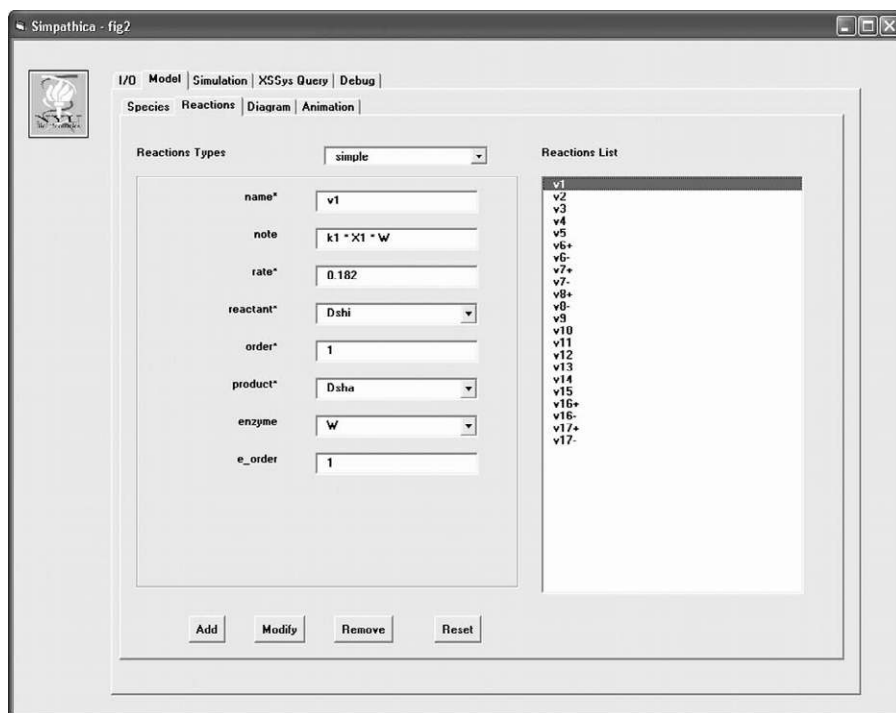 Simpathica - fig2
I/O Model Simulation XSSys Query Debug
Species Reactions Diagram Animation
NYU
Reactions Types simple Reactions List
name* v1
note k1 * X1 * W
rate* 0.182
reactant* Dshi
order* 1
product* Dsha
enzyme W
e_order 1
v1
v2
v3
v4
v5
v6+
v6-
v7+
v7-
v8+
v8-
v9
v10
v11
v12
v13
v14
v15
v16+
v16-
v17+
v17-
Add Modify Remove Reset